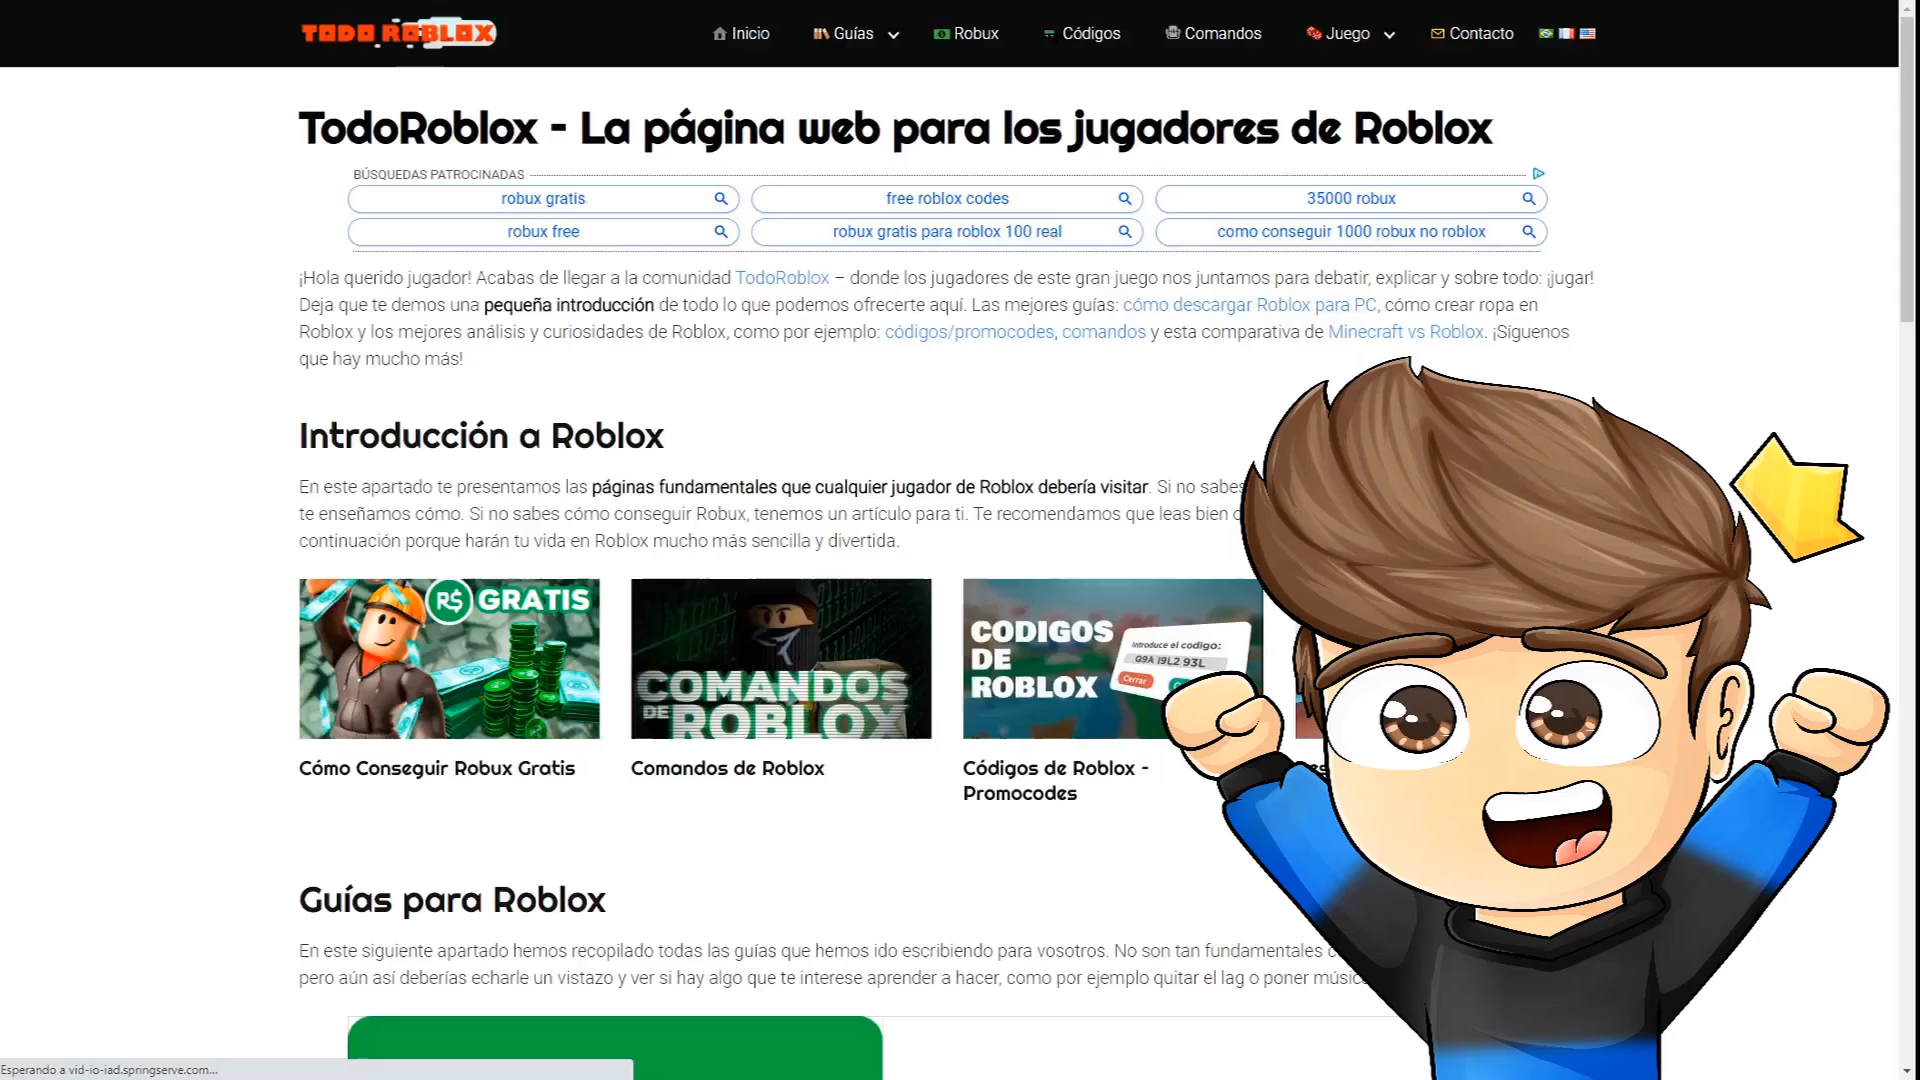 TODO ROBLOX
Inicio
Guías
Robux
Códigos
Comandos
Juego
Contacto
TodoRoblox - La página web para los jugadores de Roblox
BÚSQUEDAS PATROCINADAS
robux gratis
free roblox codes
35000 robux
robux free
robux gratis para roblox 100 real
como conseguir 1000 robux no roblox
¡Hola querido jugador! Acabas de llegar a la comunidad TodoRoblox – donde los jugadores de este gran juego nos juntamos para debatir, explicar y sobre todo: ¡jugar!
Deja que te demos una pequeña introducción de todo lo que podemos ofrecerte aquí. Las mejores guías: cómo descargar Roblox para PC, cómo crear ropa en
Roblox y los mejores análisis y curiosidades de Roblox, como por ejemplo: códigos/promocodes, comandos y esta comparativa de Minecraft vs Roblox. ¡Síguenos
que hay mucho más!
Introducción a Roblox
En este apartado te presentamos las páginas fundamentales que cualquier jugador de Roblox debería visitar. Si no sabes
te enseñamos cómo. Si no sabes cómo conseguir Robux, tenemos un artículo para ti. Te recomendamos que leas bien
continuación porque harán tu vida en Roblox mucho más sencilla y divertida.
R$ GRATIS
COMANDOS
DE ROBLOX
CODIGOS
DE
ROBLOX
Introduce el codigo:
Q9A I9L2 93L
Cerrar
Cómo Conseguir Robux Gratis
Comandos de Roblox
Códigos de Roblox -
Promocodes
Guías para Roblox
En este siguiente apartado hemos recopilado todas las guías que hemos ido escribiendo para vosotros. No son tan fundamentales
pero aún así deberías echarle un vistazo y ver si hay algo que te interese aprender a hacer, como por ejemplo quitar el lag o poner
Esperando a vid-io-iad.springserve.com...